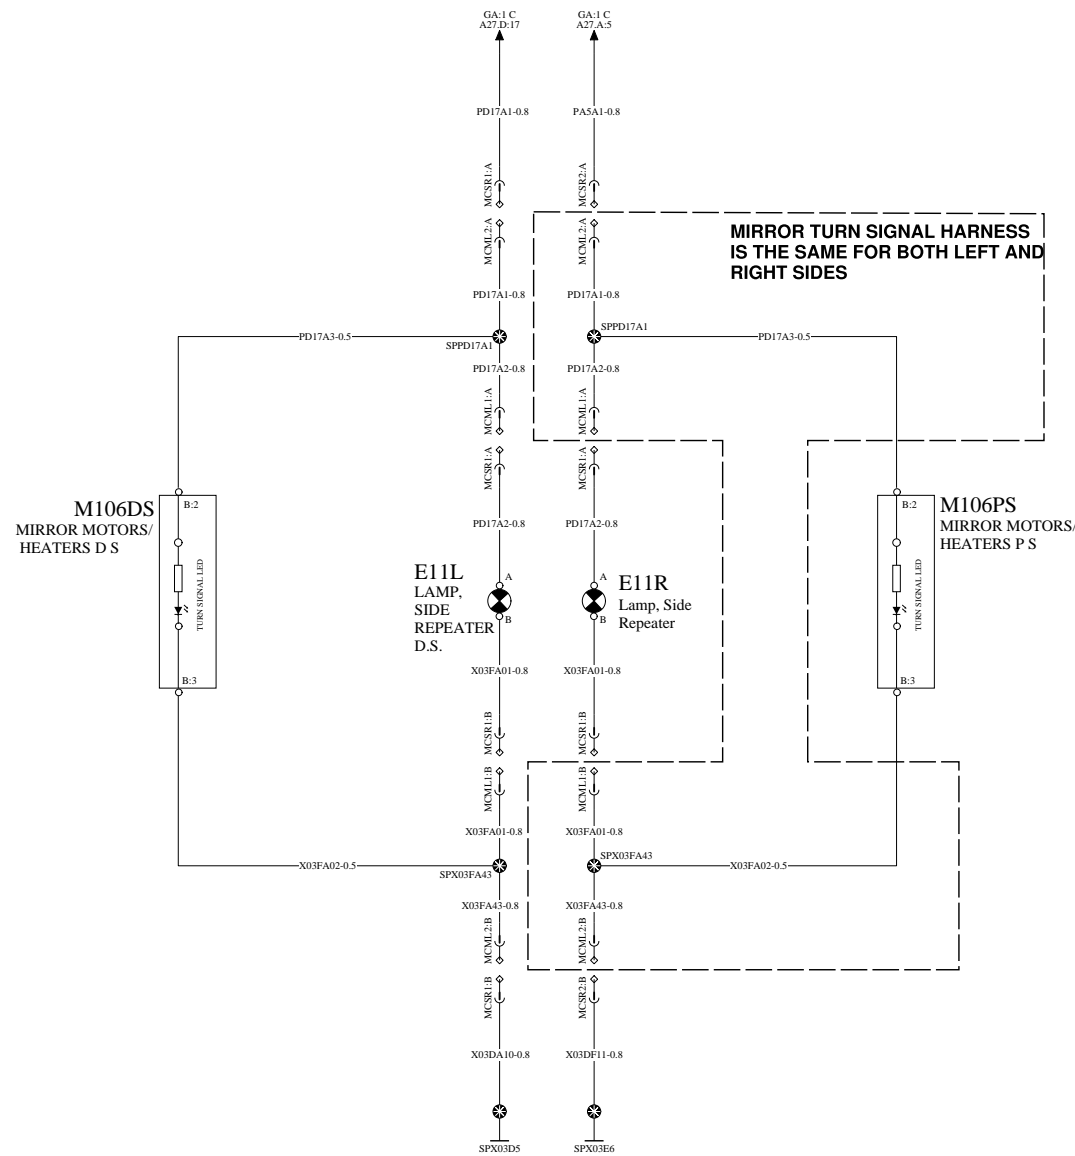 GA:1 C
A27.D:17
GA:1 C
A27.A:5
PD17A1-0.8
PA5A1-0.8
MCSR1:A
MCSR2:A
MCML2:A
MCML2:A
MIRROR TURN SIGNAL HARNESS
IS THE SAME FOR BOTH LEFT AND
RIGHT SIDES
PD17A1-0.8
PD17A1-0.8
PD17A3-0.5
SPPD17A1
SPPD17A1
PD17A3-0.5
PD17A2-0.8
PD17A2-0.8
MCML1:A
MCML1:A
MCSR1:A
MCSR1:A
M106DS
MIRROR MOTORS/
HEATERS D S
B:2
TURN SIGNAL LED
B:3
PD17A2-0.8
PD17A2-0.8
B:2
TURN SIGNAL LED
B:3
M106PS
MIRROR MOTORS/
HEATERS P S
E11L
LAMP,
SIDE
REPEATER
D.S.
A
B
A
B
E11R
Lamp, Side
Repeater
X03FA01-0.8
X03FA01-0.8
MCSR1:B
MCSR1:B
MCML1:B
MCML1:B
X03FA01-0.8
X03FA01-0.8
X03FA02-0.5
SPX03FA43
SPX03FA43
X03FA02-0.5
X03FA43-0.8
X03FA43-0.8
MCML2:B
MCML2:B
MCSR1:B
MCSR2:B
X03DA10-0.8
X03DF11-0.8
SPX03D5
SPX03E6